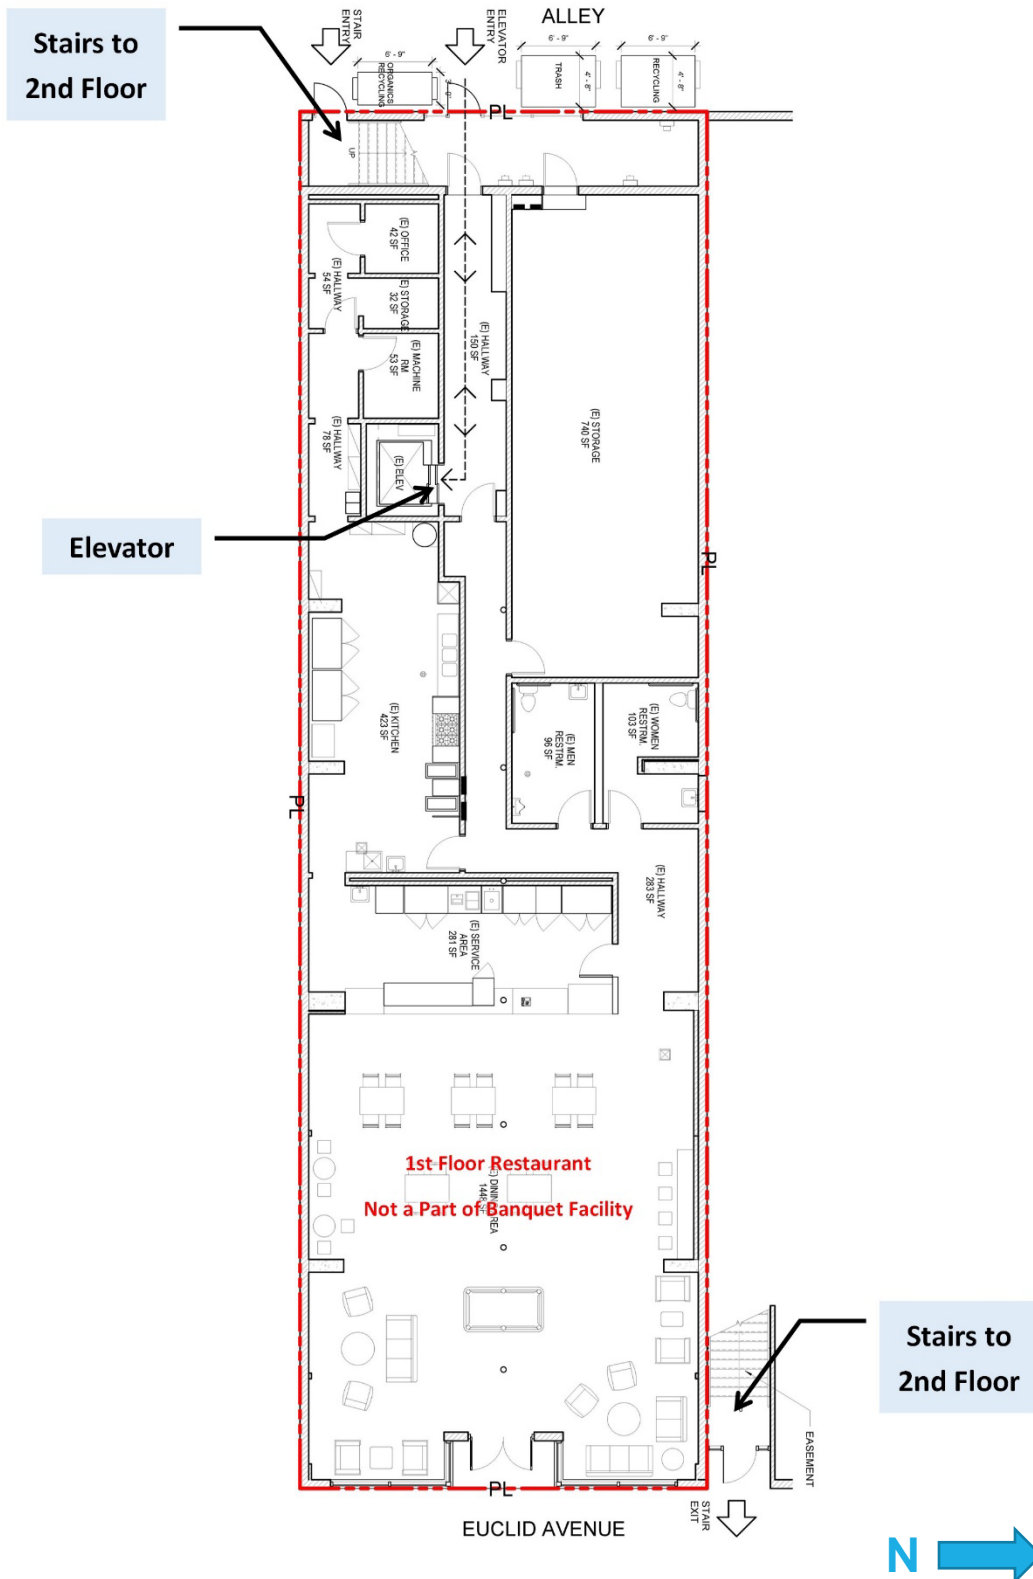 ALLEY
STAIR
ENTRY
ELEVATOR
ENTRY
Stairs to
2nd Floor
6' - 9"
ORGANICS
RECYCLING
6' - 9"
TRASH
4' - 8"
6' - 9"
RECYCLING
4' - 8"
PL
UP
(E) OFFICE
42 SF
(E) HALLWAY
54 SF
(E) STORAGE
32 SF
(E) MACHINE
RM
53 SF
(E) HALLWAY
150 SF
(E) HALLWAY
78 SF
(E) ELEV
(E) STORAGE
740 SF
Elevator
PL
(E) KITCHEN
423 SF
(E) MEN
RESTRM.
96 SF
(E) WOMEN
RESTRM.
103 SF
PL
(E) HALLWAY
283 SF
(E) SERVICE
AREA
281 SF
1st Floor Restaurant
(E) DINING AREA
1448 SF
Not a Part of Banquet Facility
Stairs to
2nd Floor
EASEMENT
PL
STAIR
EXIT
EUCLID AVENUE
N